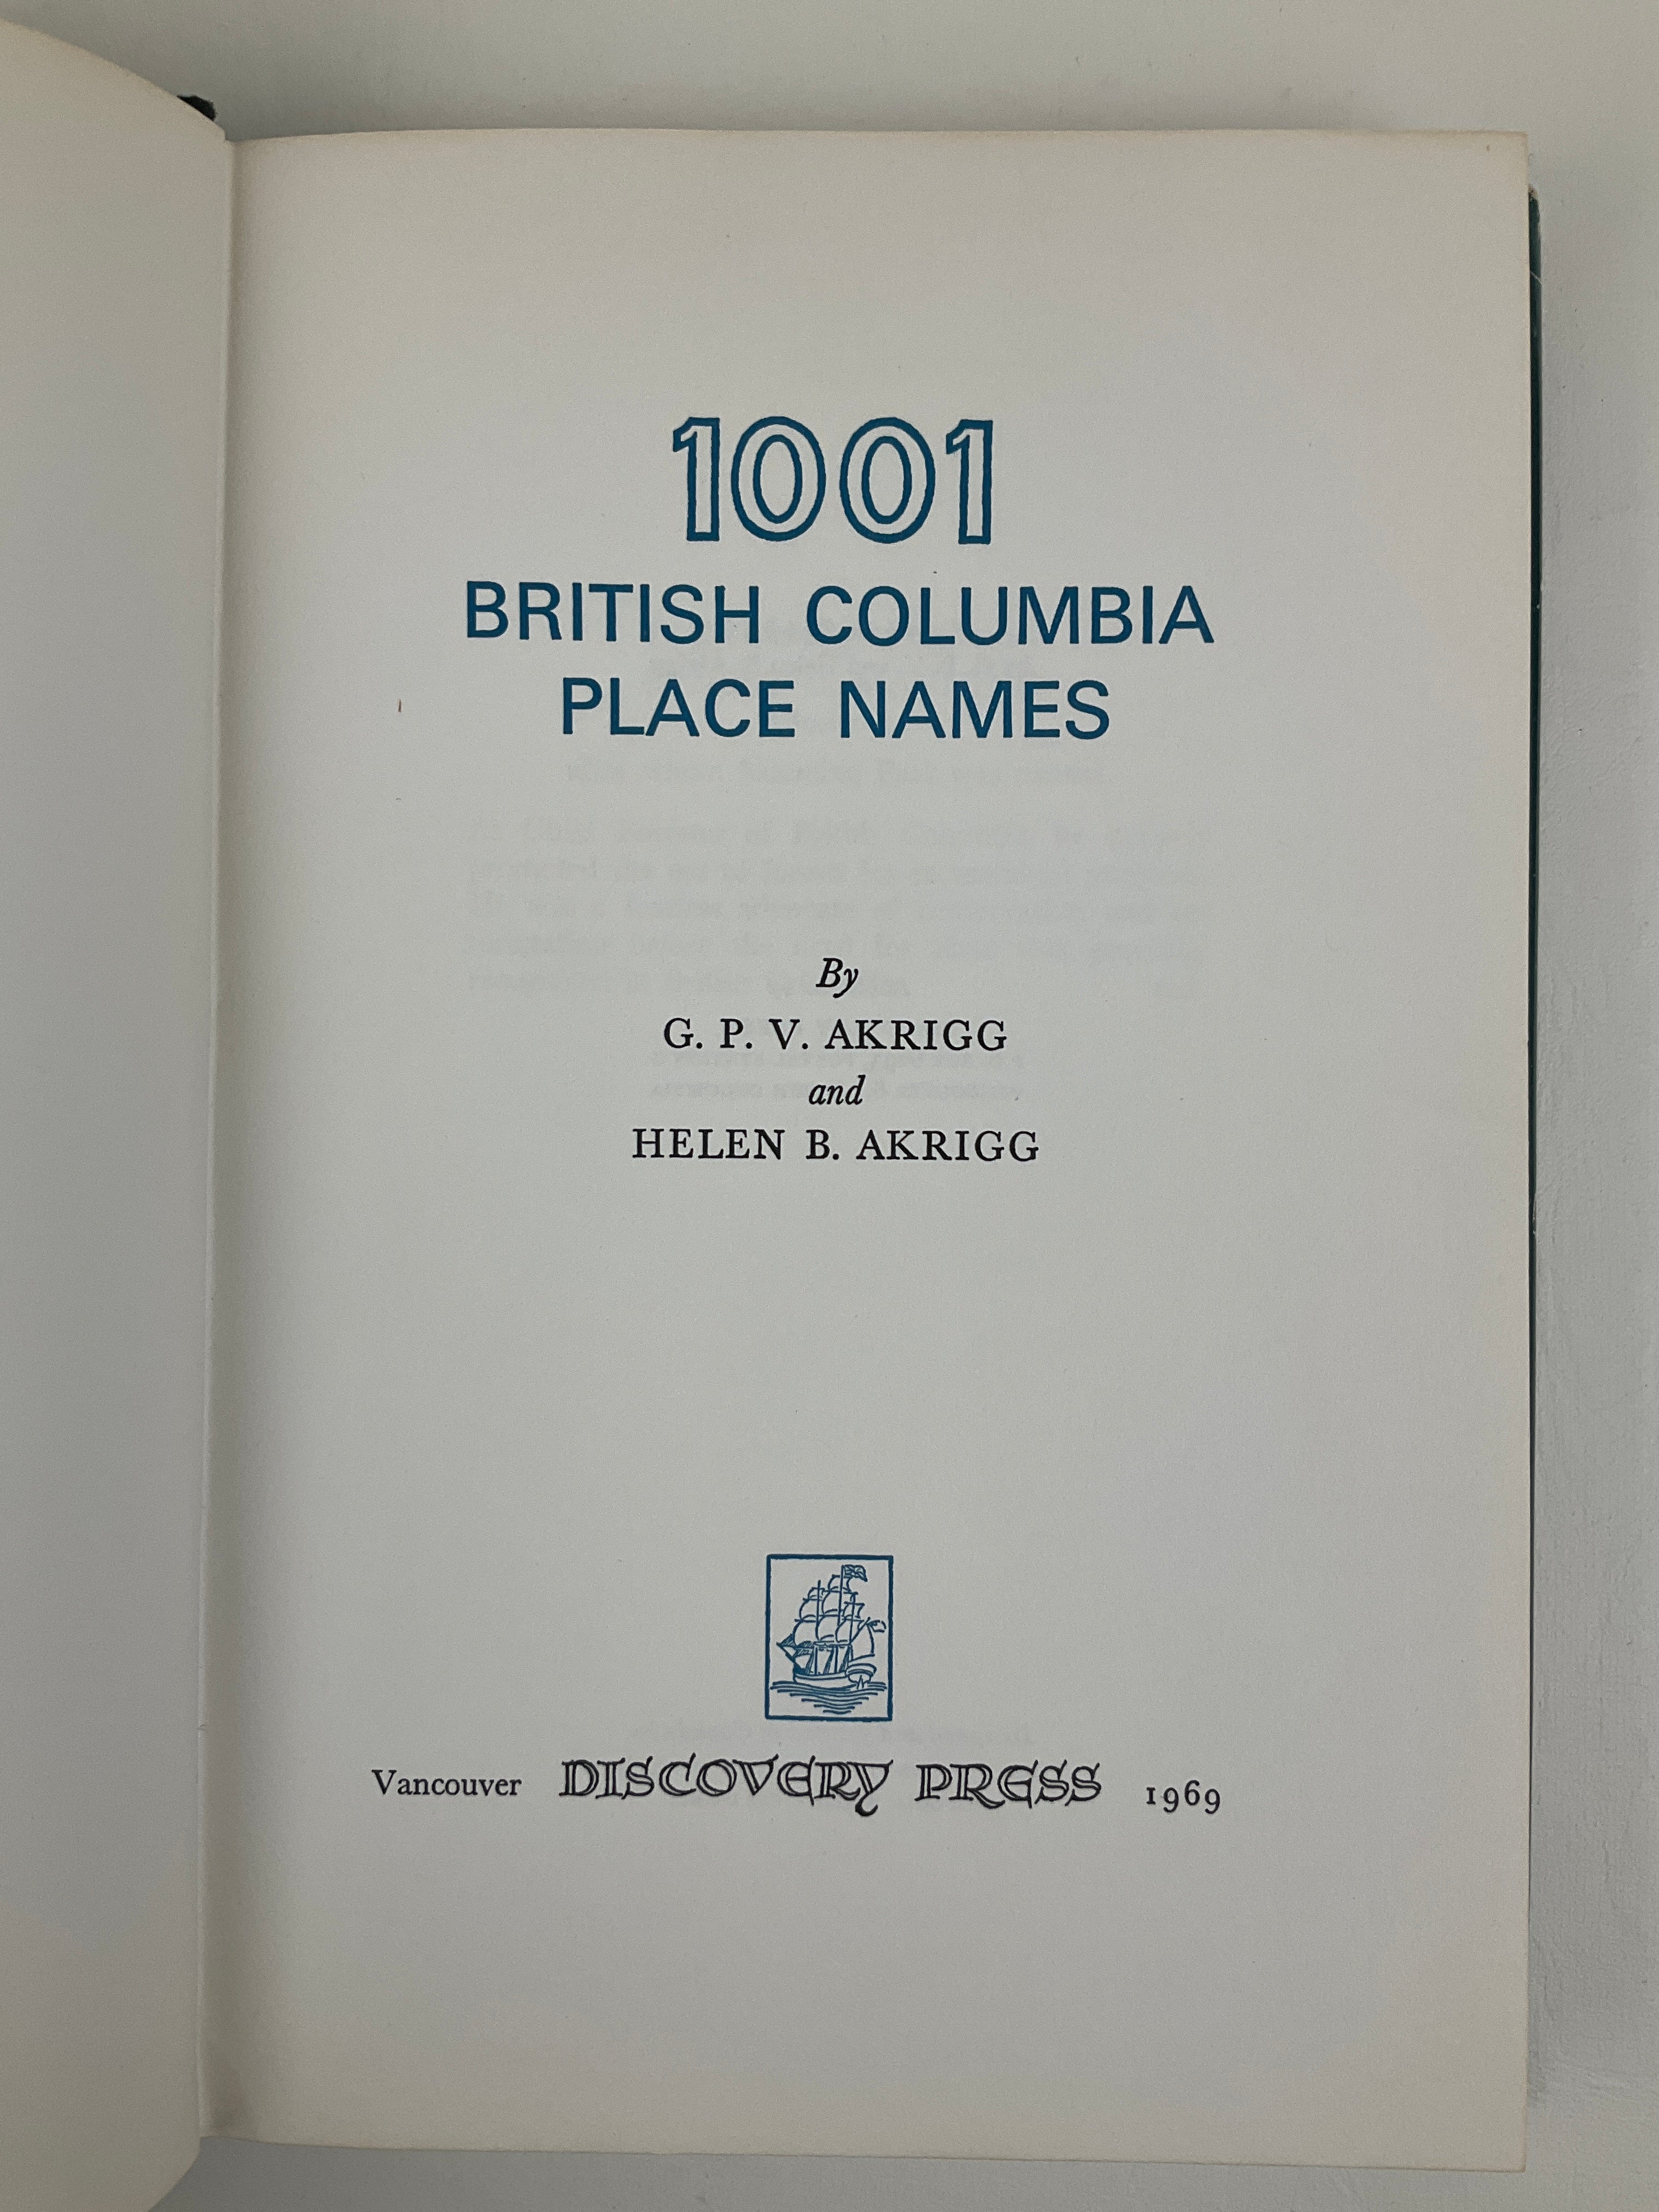 1001
BRITISH COLUMBIA
PLACE NAMES
By
G. P. V. AKRIGG
and
HELEN B. AKRIGG
Vancouver DISCOVERY PRESS 1969